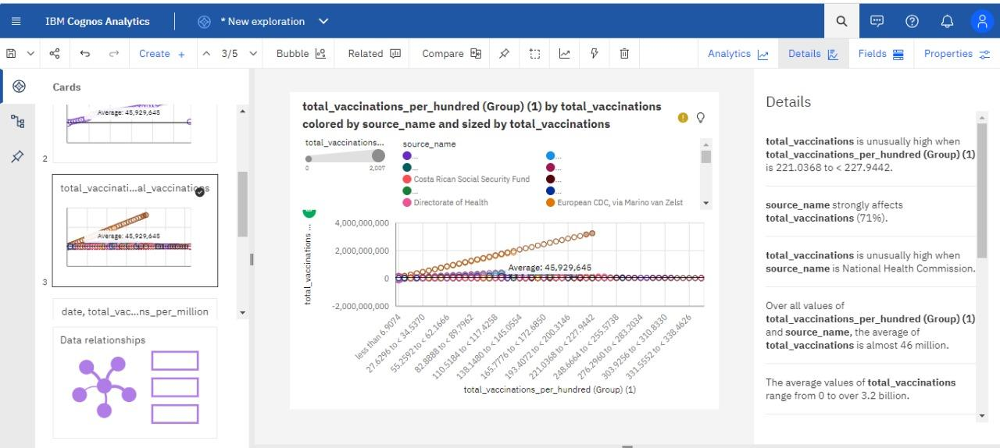 IBM Cognos Analytics
* New exploration
Create +
3/5
Bubble
Related
Compare
Analytics
Details
Fields
Properties
Cards
Average: 45,929,645
2
total_vaccinati...al_vaccinations
Average: 45,929,645
3
date, total_vac...ns_per_million
Data relationships
total_vaccinations_per_hundred (Group) (1) by total_vaccinations
colored by source_name and sized by total_vaccinations
total_vaccinations...
0
2,007
source_name
...
...
...
...
Costa Rican Social Security Fund
...
...
...
Directorate of Health
European CDC, via Marino van Zelst
total_vaccinations ...
4,000,000,000
2,000,000,000
0
-2,000,000,000
Average: 45,929,645
less than 6.9074
27.6296 to < 34.5370
55.2592 to < 62.1666
82.8888 to < 89.7962
110.5184 to < 117.4258
138.1480 to < 145.0554
165.7776 to < 172.6850
193.4072 to < 200.3146
221.0368 to < 227.9442
248.6664 to < 255.5738
276.2960 to < 283.2034
303.9256 to < 310.8330
331.5552 to < 338.4626
total_vaccinations_per_hundred (Group) (1)
Details
total_vaccinations is unusually high when
total_vaccinations_per_hundred (Group) (1)
is 221.0368 to < 227.9442.
source_name strongly affects
total_vaccinations (71%).
total_vaccinations is unusually high when
source_name is National Health Commission.
Over all values of
total_vaccinations_per_hundred (Group) (1)
and source_name, the average of
total_vaccinations is almost 46 million.
The average values of total_vaccinations
range from 0 to over 3.2 billion.